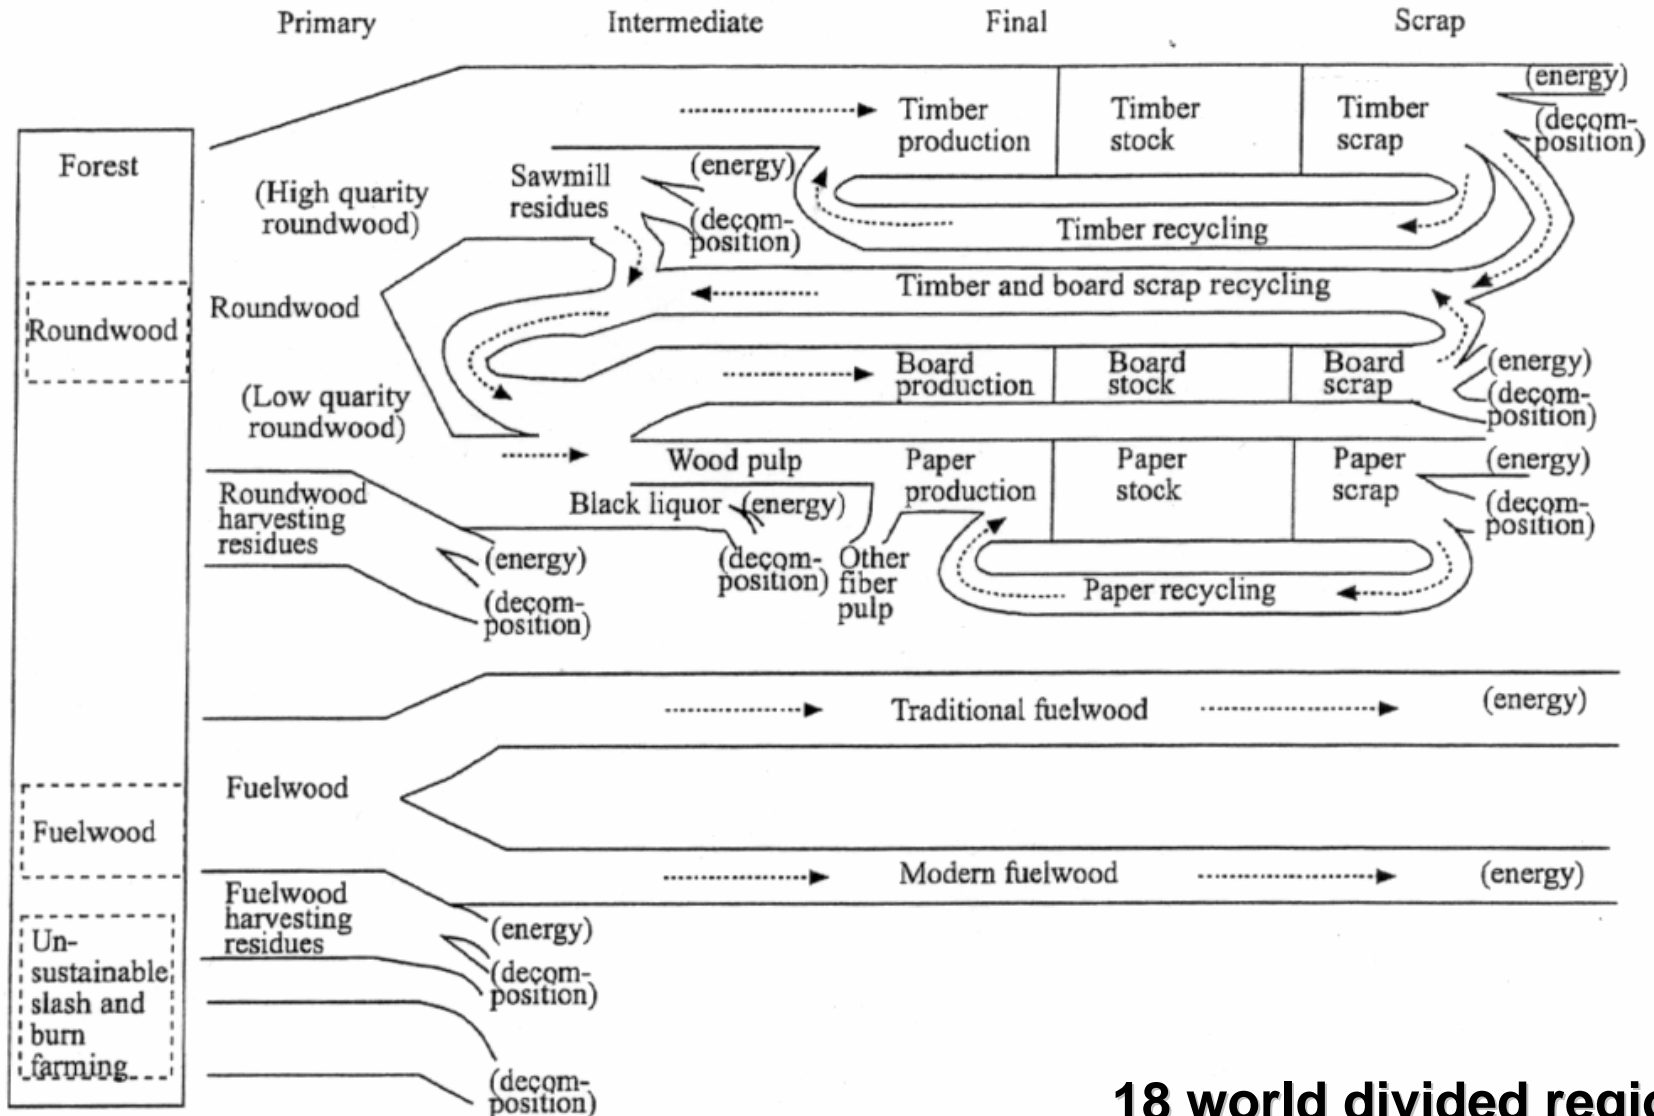 Primary Intermediate Final Scrap
Forest
Roundwood
Fuelwood
Un-
sustainable
slash and
burn
farming
(High quarity
roundwood)
Roundwood
(Low quarity
roundwood)
Roundwood
harvesting
residues
(energy)
(decom-
position)
Sawmill
residues
(energy)
(decom-
position)
Timber
production
Timber
stock
Timber
scrap
(energy)
(decom-
position)
Timber recycling
Timber and board scrap recycling
Board
production
Board
stock
Board
scrap
(energy)
(decom-
position)
Wood pulp
Black liquor
(energy)
(decom-
position)
Other
fiber
pulp
Paper
production
Paper
stock
Paper
scrap
(energy)
(decom-
position)
Paper recycling
Traditional fuelwood
(energy)
Fuelwood
Modern fuelwood
(energy)
Fuelwood
harvesting
residues
(energy)
(decom-
position)
(decom-
position)
18 world divided regio